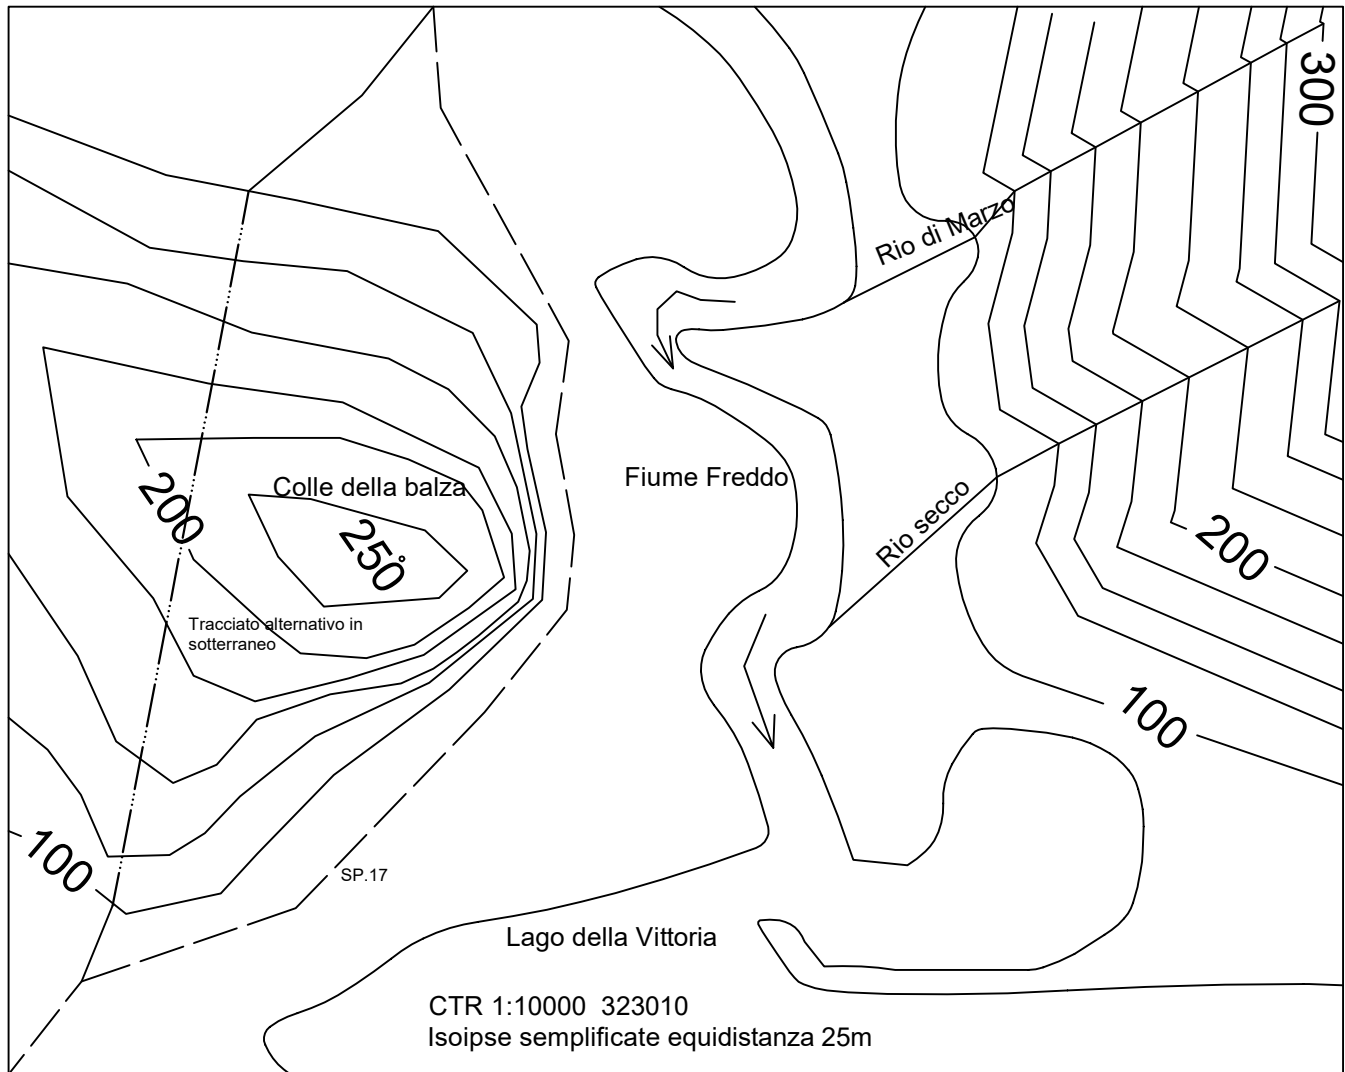 300
Rio di Marzo
Colle della balza
200
250
Fiume Freddo
Rio secco
200
Tracciato alternativo in
sotterraneo
100
100
SP.17
Lago della Vittoria
CTR 1:10000 323010
Isoipse semplificate equidistanza 25m